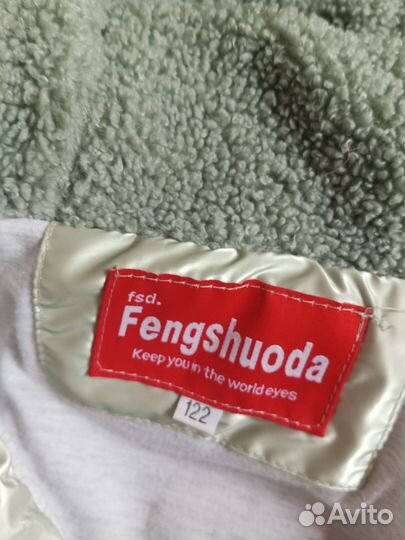 fsd.
Fengshuoda
Keep you in the world eyes
122
Avito